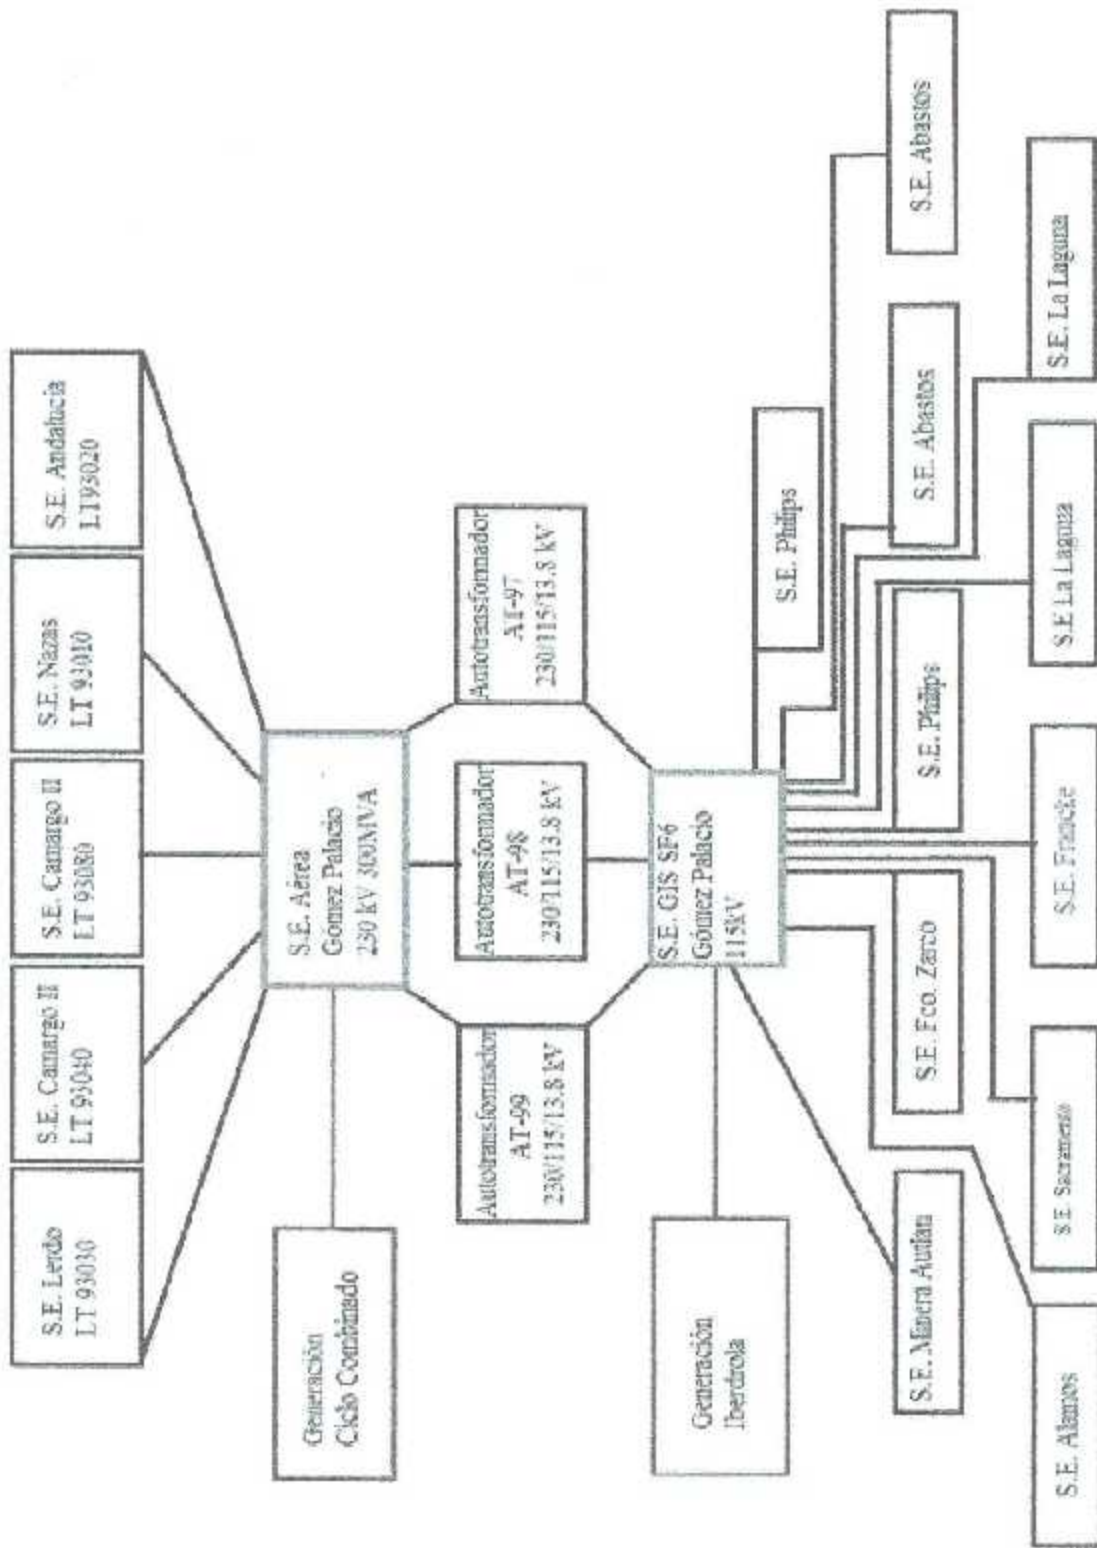 S.E. Lerdo
LT 93030
S.E. Camargo II
LT 93040
S.E. Camargo II
LT 93080
S.E. Nazas
LT 93010
S.E. Andalucia
LT93020
Generación
Ciclo Combinado
S.E. Aérea
Gomez Palacio
230 kV 300MVA
Autotransformador
AT-99
230/115/13.8 kV
Autotransformador
AT-98
230/115/13.8 kV
Autotransformador
AT-97
230/115/13.8 kV
Generación
Iberdrola
S.E. GIS SF6
Gómez Palacio
115kV
S.E. Philips
S.E. Minera Autlan
S.E. Fco. Zarco
S.E. Philips
S.E. Abastos
S.E. Abastos
S.E. Alamos
S.E. Sacramento
S.E. Francke
S.E La Laguna
S.E. La Laguna